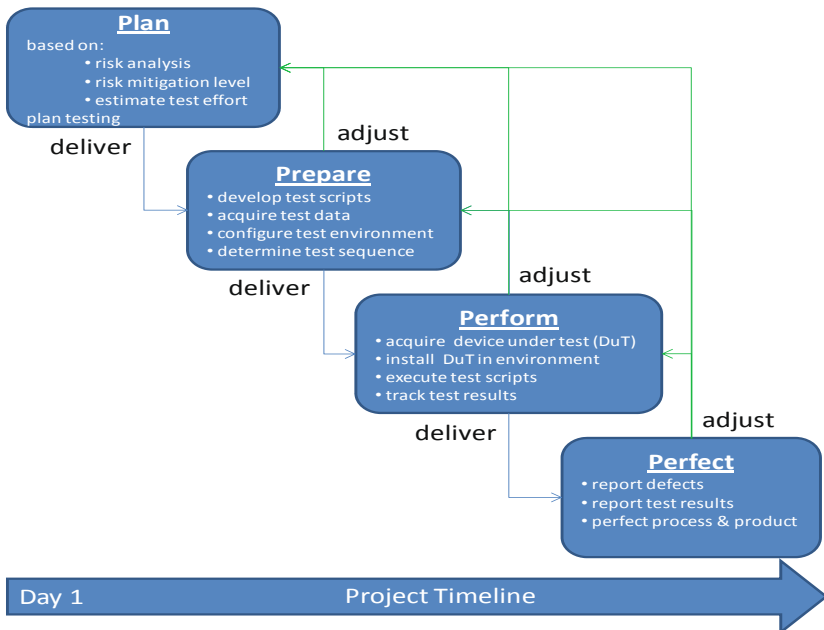 Plan
based on:
• risk analysis
• risk mitigation level
• estimate test effort
plan testing
deliver
adjust
Prepare
• develop test scripts
• acquire test data
• configure test environment
• determine test sequence
deliver
adjust
Perform
• acquire device under test (DuT)
• install DuT in environment
• execute test scripts
• track test results
deliver
adjust
Perfect
• report defects
• report test results
• perfect process & product
Day 1
Project Timeline